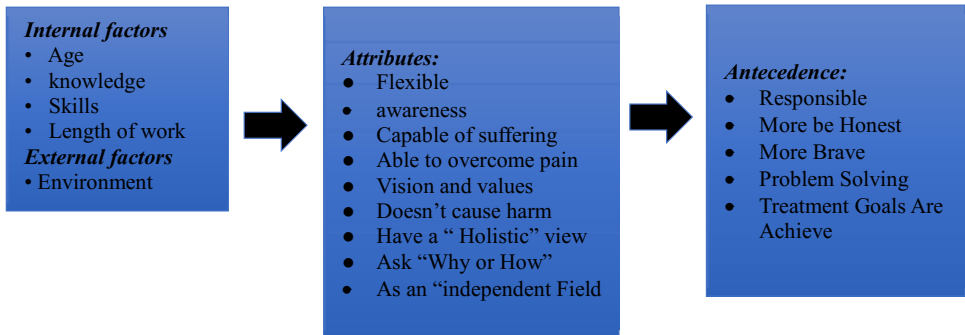 Internal factors
• Age
• knowledge
• Skills
• Length of work
External factors
• Environment
Attributes:
● Flexible
● awareness
● Capable of suffering
● Able to overcome pain
● Vision and values
● Doesn’t cause harm
● Have a “ Holistic” view
● Ask “Why or How”
● As an “independent Field
Antecedence:
● Responsible
● More be Honest
● More Brave
● Problem Solving
● Treatment Goals Are
Achieve